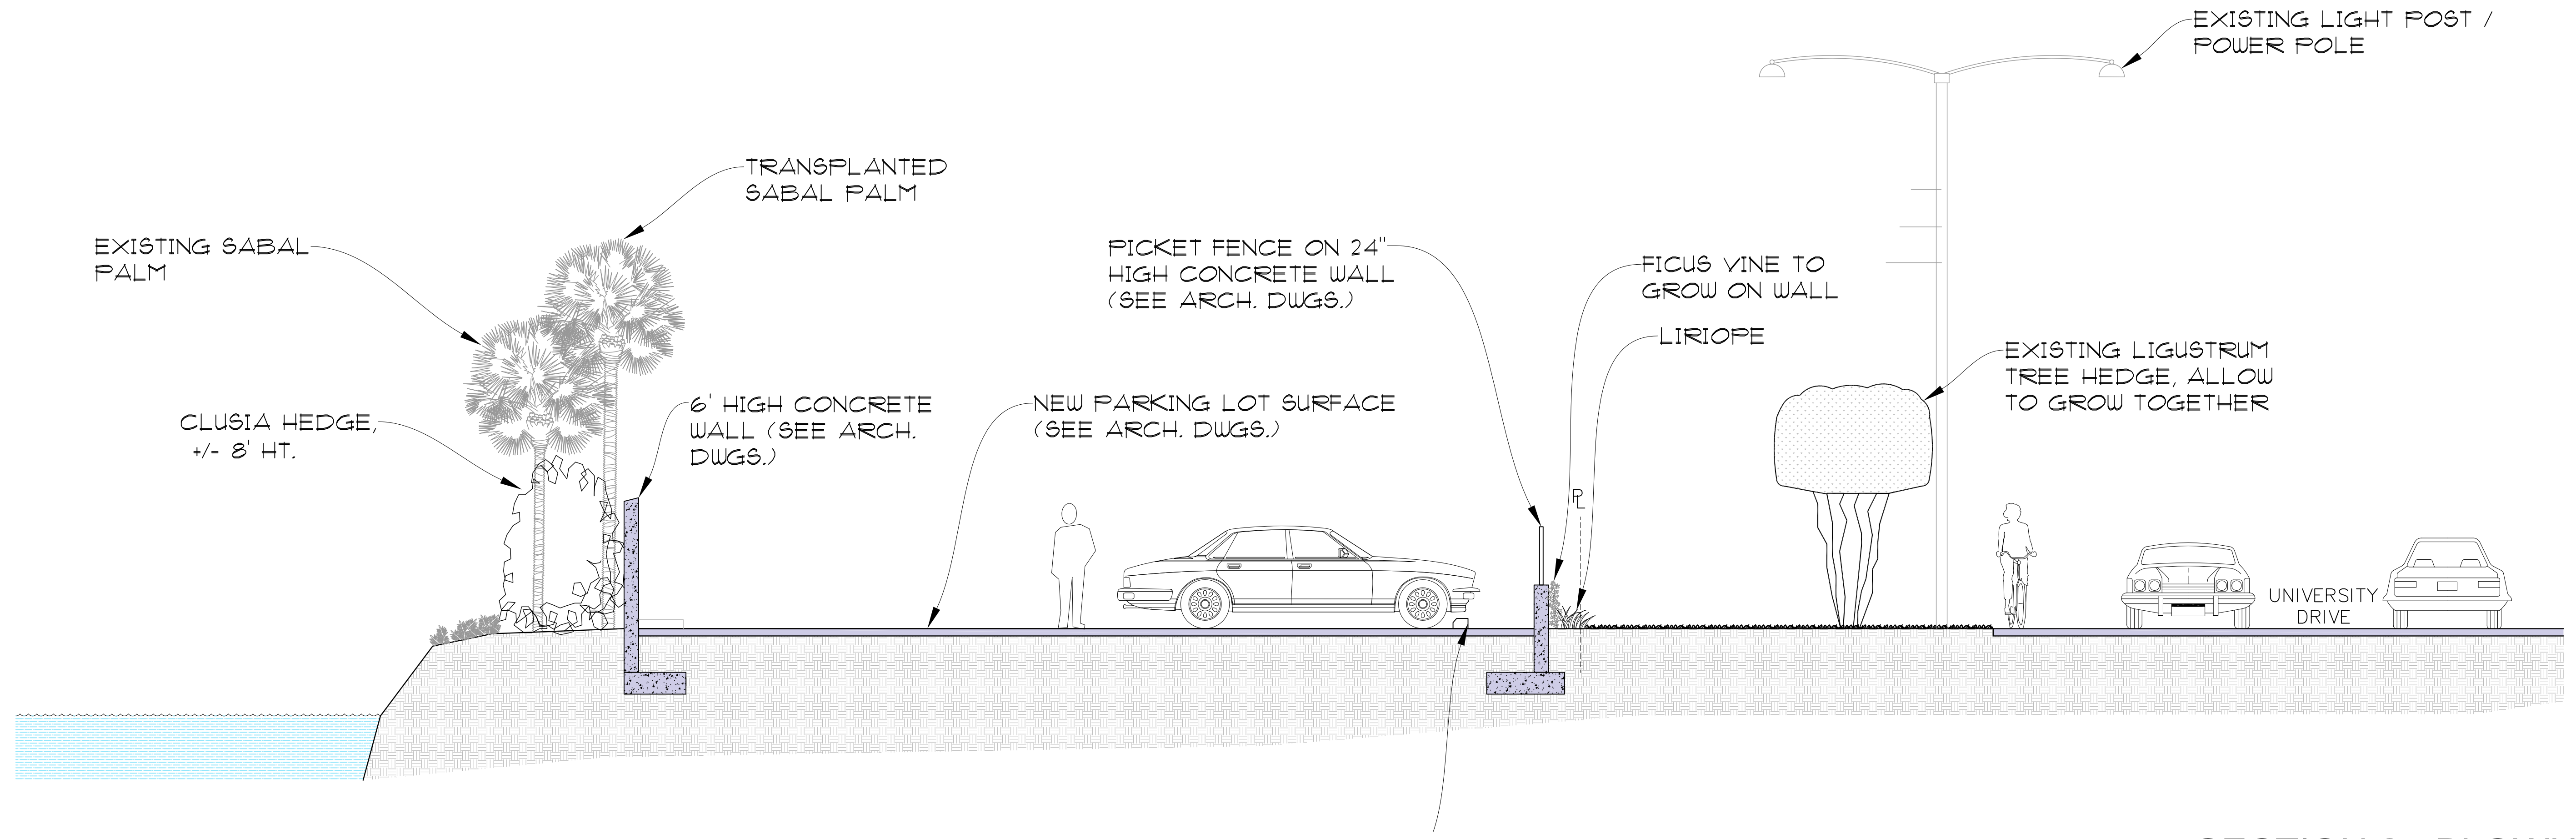 EXISTING LIGHT POST /
POWER POLE
TRANSPLANTED
SABAL PALM
EXISTING SABAL
PALM
PICKET FENCE ON 24"
HIGH CONCRETE WALL
(SEE ARCH. DWGS.)
FICUS VINE TO
GROW ON WALL
LIRIOPE
EXISTING LIGUSTRUM
TREE HEDGE, ALLOW
TO GROW TOGETHER
CLUSIA HEDGE,
+/- 8' HT.
6' HIGH CONCRETE
WALL (SEE ARCH.
DWGS.)
NEW PARKING LOT SURFACE
(SEE ARCH. DWGS.)
PL
UNIVERSITY
DRIVE